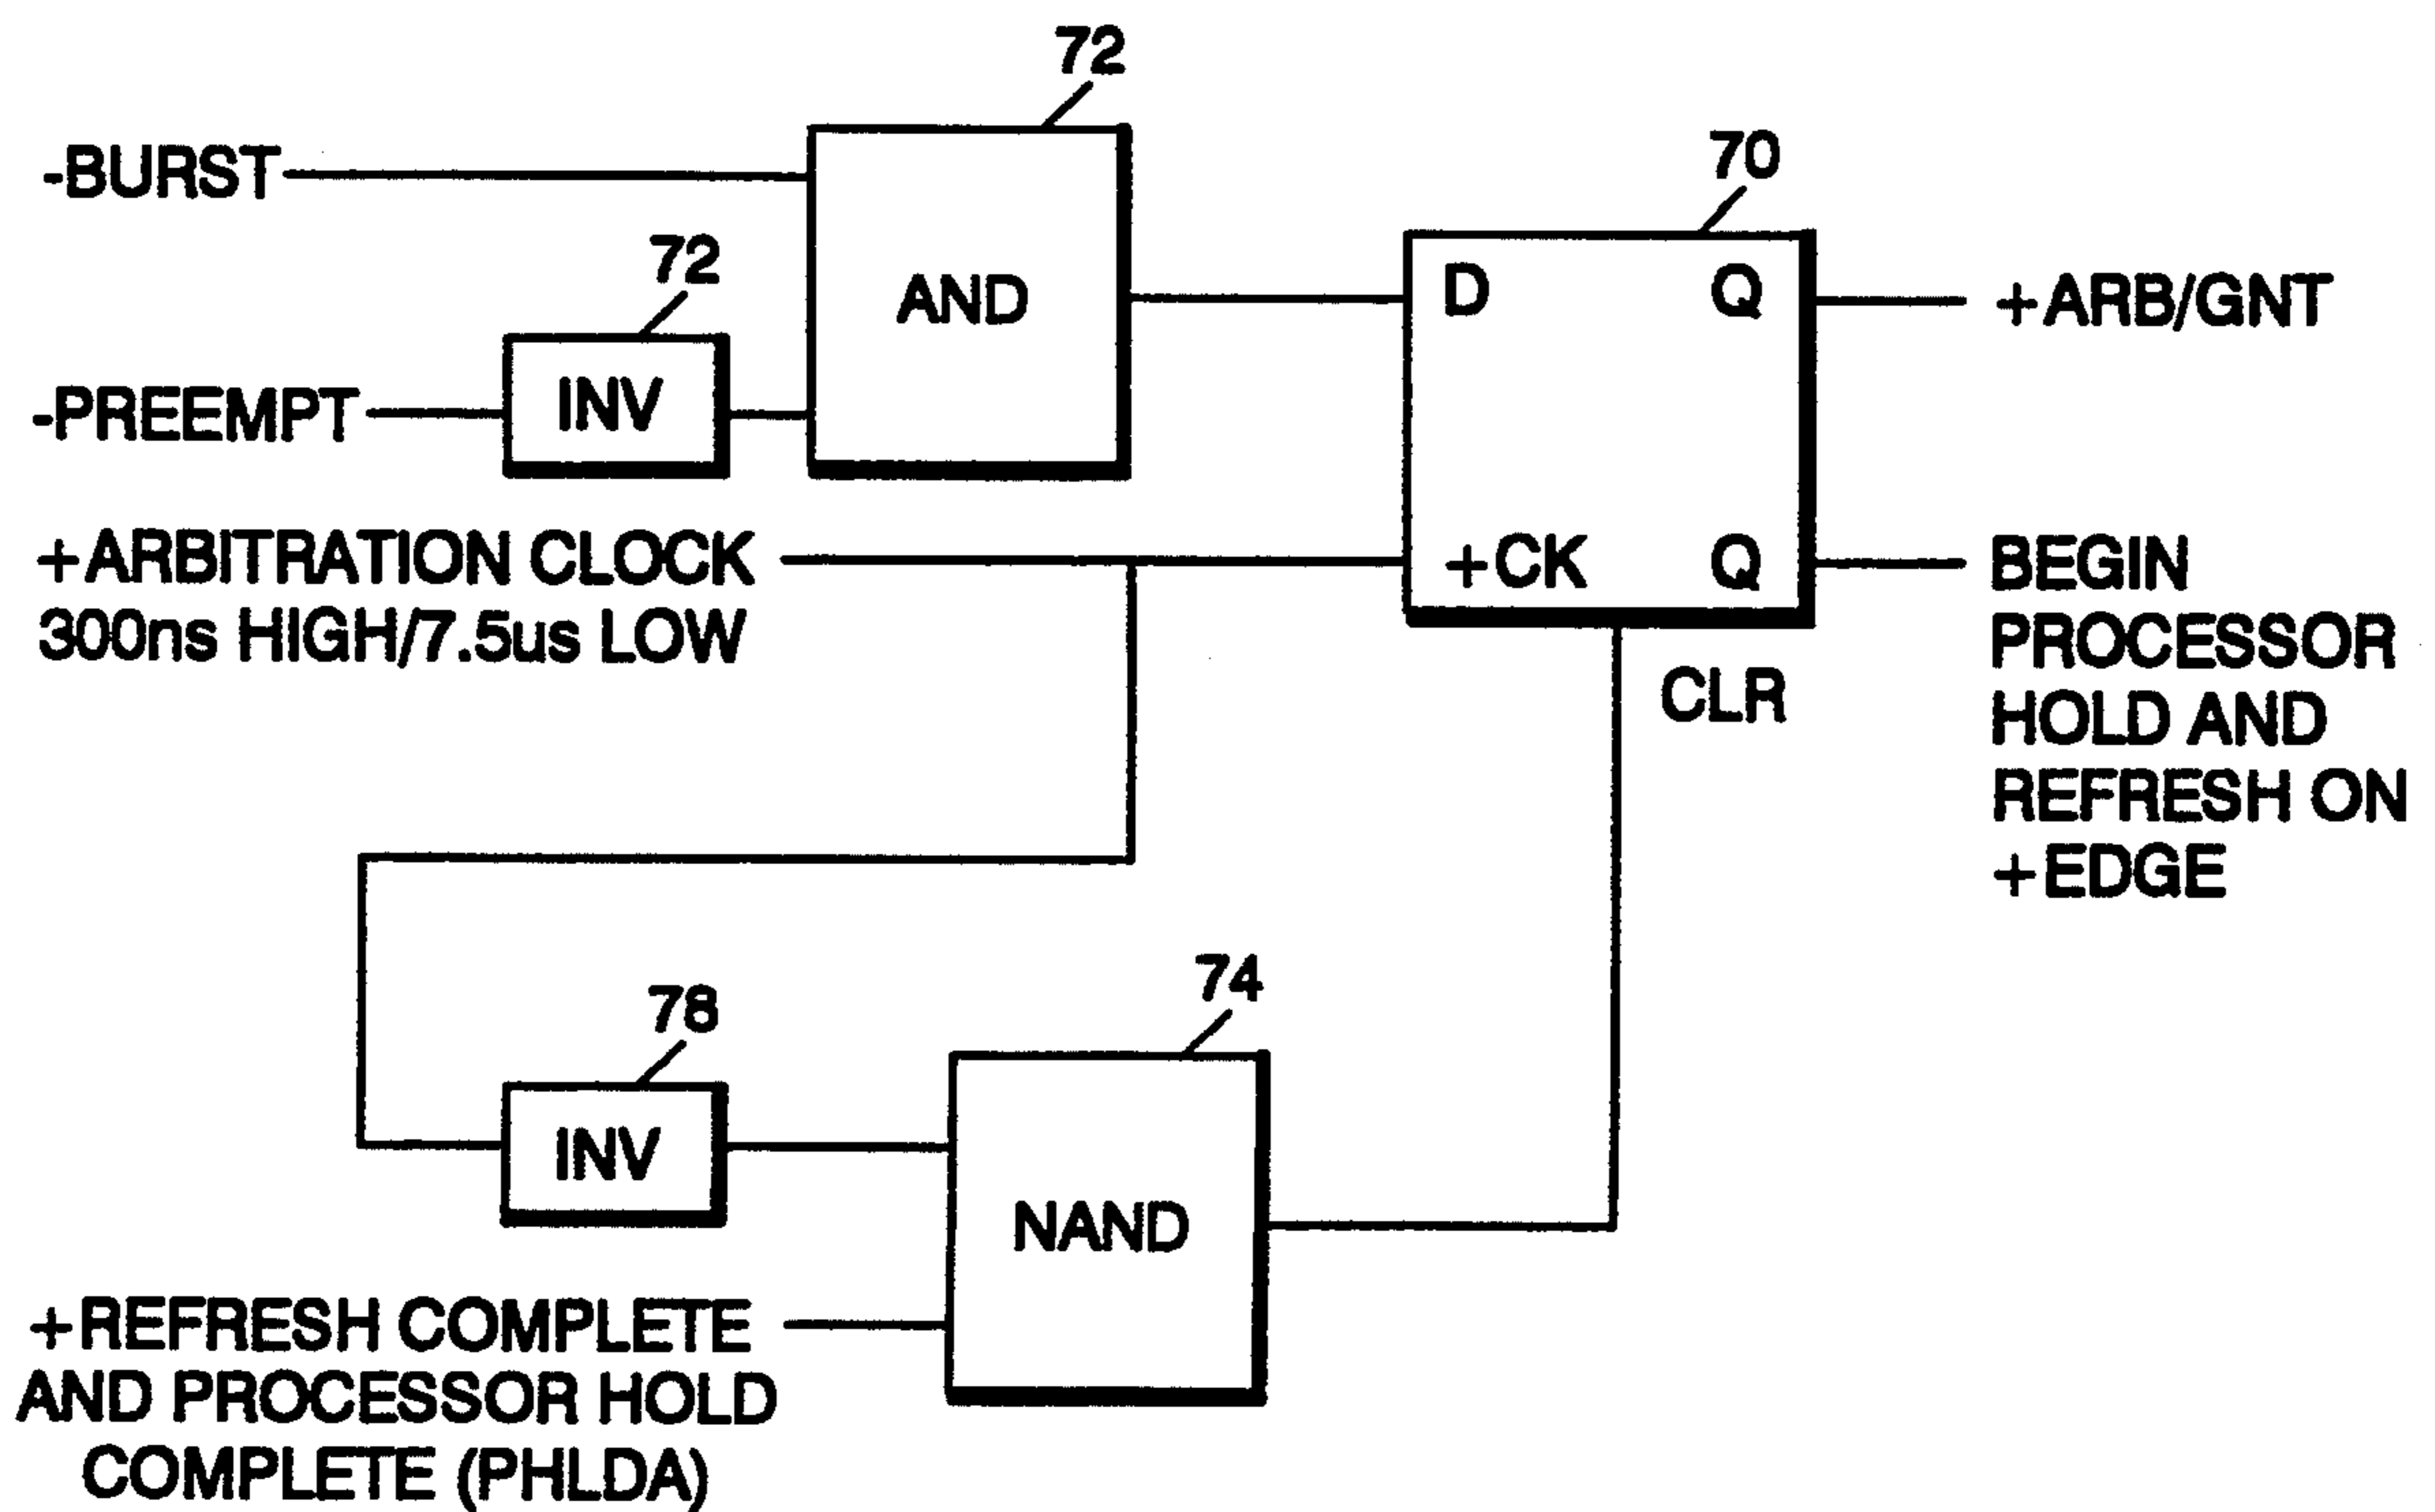 72
-BURST
70
72
AND
D
Q
+ARB/GNT
-PREEMPT
INV
+ARBITRATION CLOCK
300ns HIGH/7.5us LOW
+CK
Q
BEGIN
PROCESSOR
HOLD AND
REFRESH ON
+EDGE
CLR
78
74
INV
NAND
+REFRESH COMPLETE
AND PROCESSOR HOLD
COMPLETE (PHLDA)